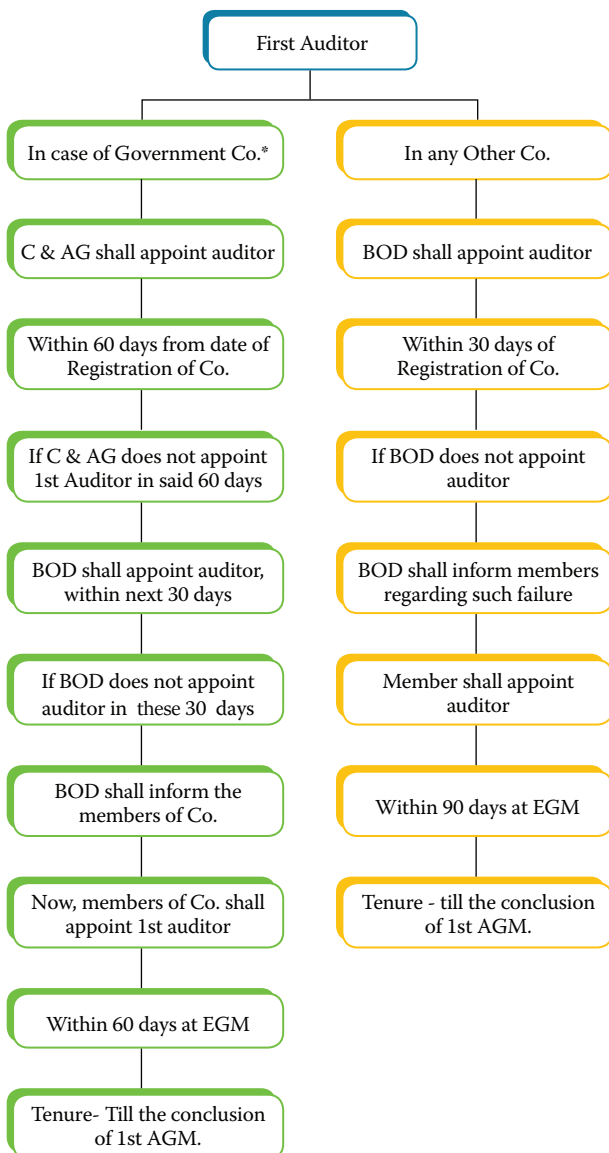 First Auditor
In case of Government Co.*
C & AG shall appoint auditor
Within 60 days from date of
Registration of Co.
If C & AG does not appoint
1st Auditor in said 60 days
BOD shall appoint auditor,
within next 30 days
If BOD does not appoint
auditor in these 30 days
BOD shall inform the
members of Co.
Now, members of Co. shall
appoint 1st auditor
Within 60 days at EGM
Tenure- Till the conclusion
of 1st AGM.
In any Other Co.
BOD shall appoint auditor
Within 30 days of
Registration of Co.
If BOD does not appoint
auditor
BOD shall inform members
regarding such failure
Member shall appoint
auditor
Within 90 days at EGM
Tenure - till the conclusion
of 1st AGM.